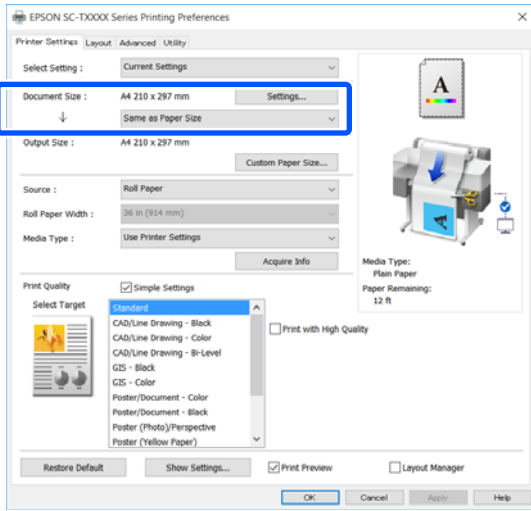 EPSON SC-TXXXX Series Printing Preferences
Printer Settings Layout Advanced Utility
Select Setting : Current Settings
Document Size : A4 210 x 297 mm Settings...
Same as Paper Size
Output Size : A4 210 x 297 mm
Custom Paper Size...
Source : Roll Paper
Roll Paper Width : 36 in (914 mm)
Media Type : Use Printer Settings
Acquire Info
A
Media Type:
Plain Paper
Paper Remaining:
12 ft
Print Quality Simple Settings
Select Target
Standard
CAD/Line Drawing - Black
CAD/Line Drawing - Color
CAD/Line Drawing - Bi-Level
GIS - Black
GIS - Color
Poster/Document - Color
Poster/Document - Black
Poster (Photo)/Perspective
Poster (Yellow Paper)
Print with High Quality
Restore Default Show Settings... Print Preview Layout Manager
OK Cancel Apply Help